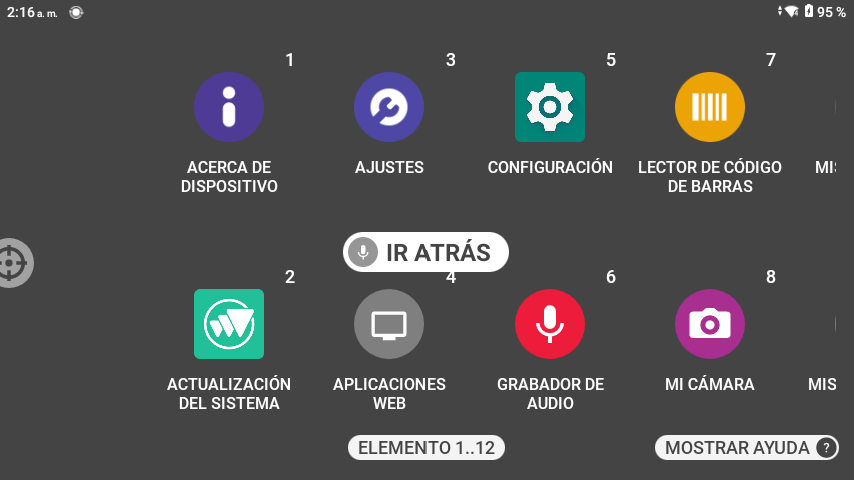 2:16 a. m.
95 %
1
3
5
7
ACERCA DE
DISPOSITIVO
AJUSTES
CONFIGURACIÓN
LECTOR DE CÓDIGO
DE BARRAS
IR ATRÁS
2
4
6
8
ACTUALIZACIÓN
DEL SISTEMA
APLICACIONES
WEB
GRABADOR DE
AUDIO
MI CÁMARA
MIS
ELEMENTO 1..12
MOSTRAR AYUDA ?